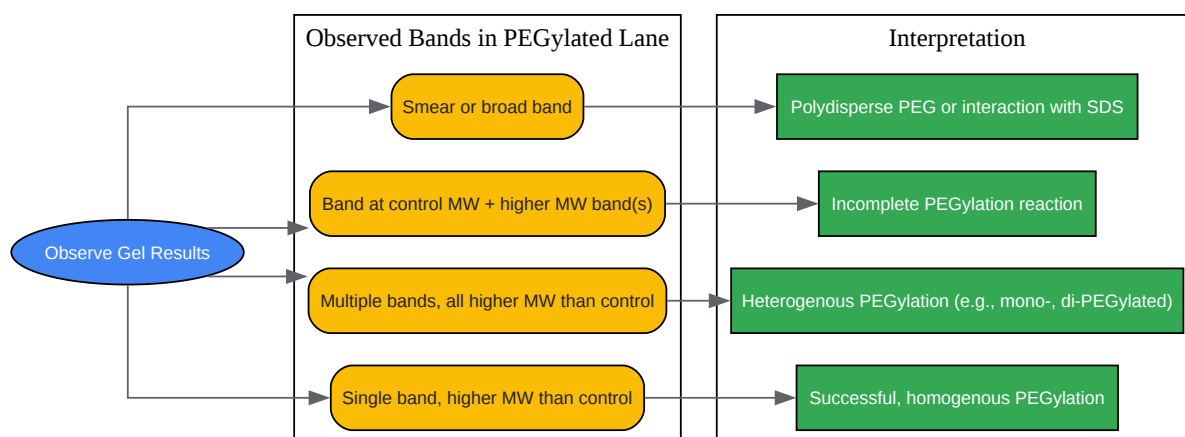 Observed Bands in PEGylated Lane
Interpretation
Smear or broad band
Polydisperse PEG or interaction with SDS
Band at control MW + higher MW band(s)
Incomplete PEGylation reaction
Observe Gel Results
Multiple bands, all higher MW than control
Heterogenous PEGylation (e.g., mono-, di-PEGylated)
Single band, higher MW than control
Successful, homogenous PEGylation